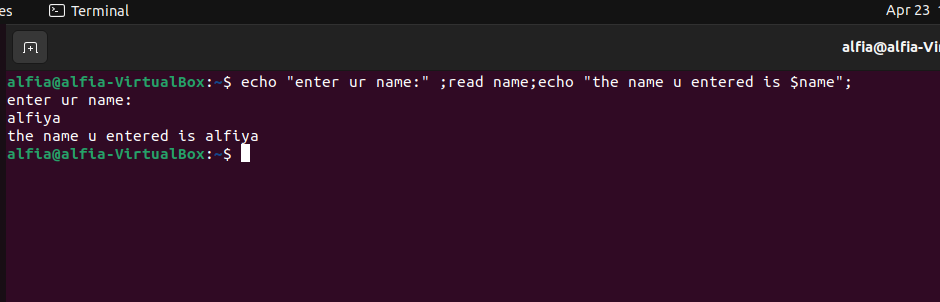 es Terminal Apr 23
alfia@alfia-Vi
alfia@alfia-VirtualBox:~$ echo "enter ur name:" ;read name;echo "the name u entered is $name";
enter ur name:
alfiya
the name u entered is alfiya
alfia@alfia-VirtualBox:~$